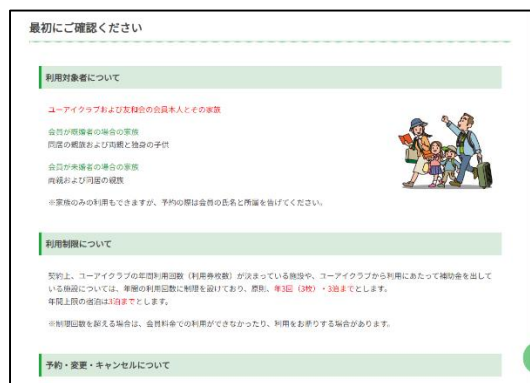 最初にご確認ください
利用対象者について
ユーアイクラブおよび友和会の会員本人とその家族
会員が既婚者の場合の家族
同居の親族および両親と独身の子供
会員が未婚者の場合の家族
両親および同居の親族
※家族のみの利用もできますが、予約の際は会員の氏名と所属を告げてください。
利用制限について
契約上、ユーアイクラブの年間利用回数（利用券枚数）が決まっている施設や、ユーアイクラブから利用にあたって補助金を出して
いる施設については、年間の利用回数に制限を設けており、原則、年3回（3枚）・3泊までとします。
年間上限の宿泊は3泊までとします。
※制限回数を超える場合は、会員料金での利用ができなかったり、利用をお断りする場合があります。
予約・変更・キャンセルについて